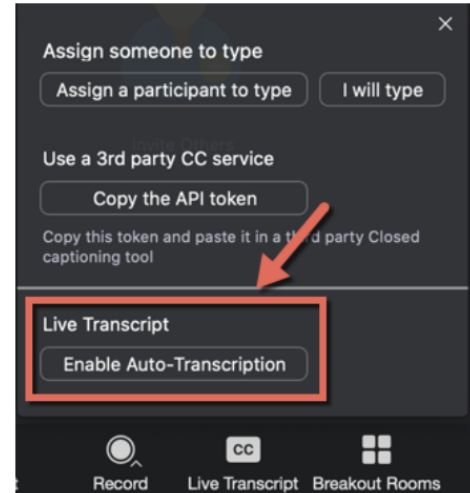 Assign someone to type
Assign a participant to type
I will type
Invite Others
Use a 3rd party CC service
Copy the API token
Copy this token and paste it in a third party Closed
captioning tool
Live Transcript
Enable Auto-Transcription
CC
Record
Live Transcript
Breakout Rooms